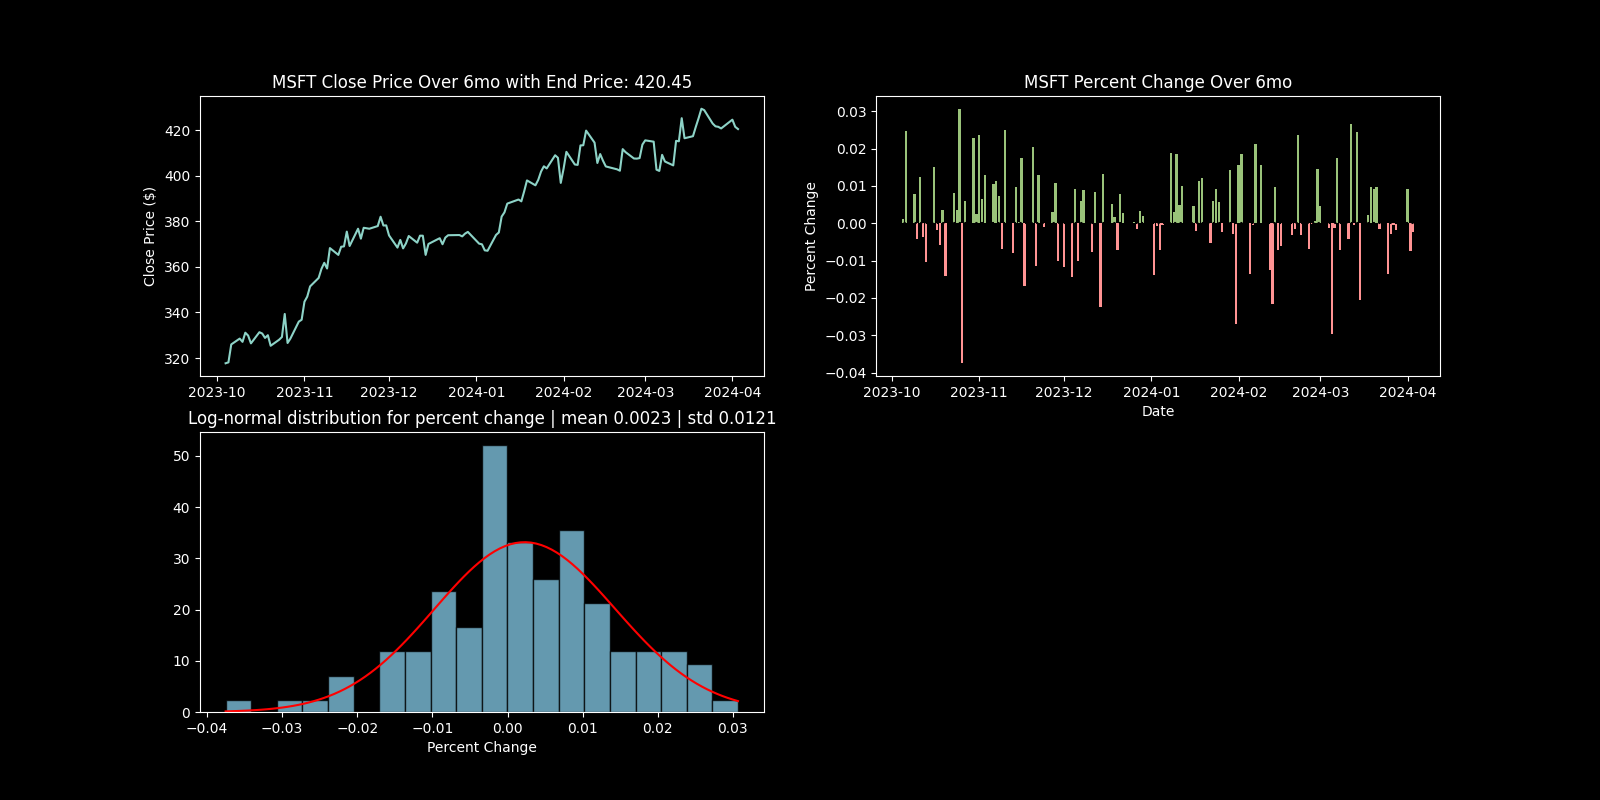 MSFT Close Price Over 6mo with End Price: 420.45
Close Price ($)
420
400
380
360
340
320
2023-10 2023-11 2023-12 2024-01 2024-02 2024-03 2024-04
MSFT Percent Change Over 6mo
Percent Change
0.03
0.02
0.01
0.00
−0.01
−0.02
−0.03
−0.04
2023-10 2023-11 2023-12 2024-01 2024-02 2024-03 2024-04
Date
Log-normal distribution for percent change | mean 0.0023 | std 0.0121
50
40
30
20
10
0
−0.04 −0.03 −0.02 −0.01 0.00 0.01 0.02 0.03
Percent Change